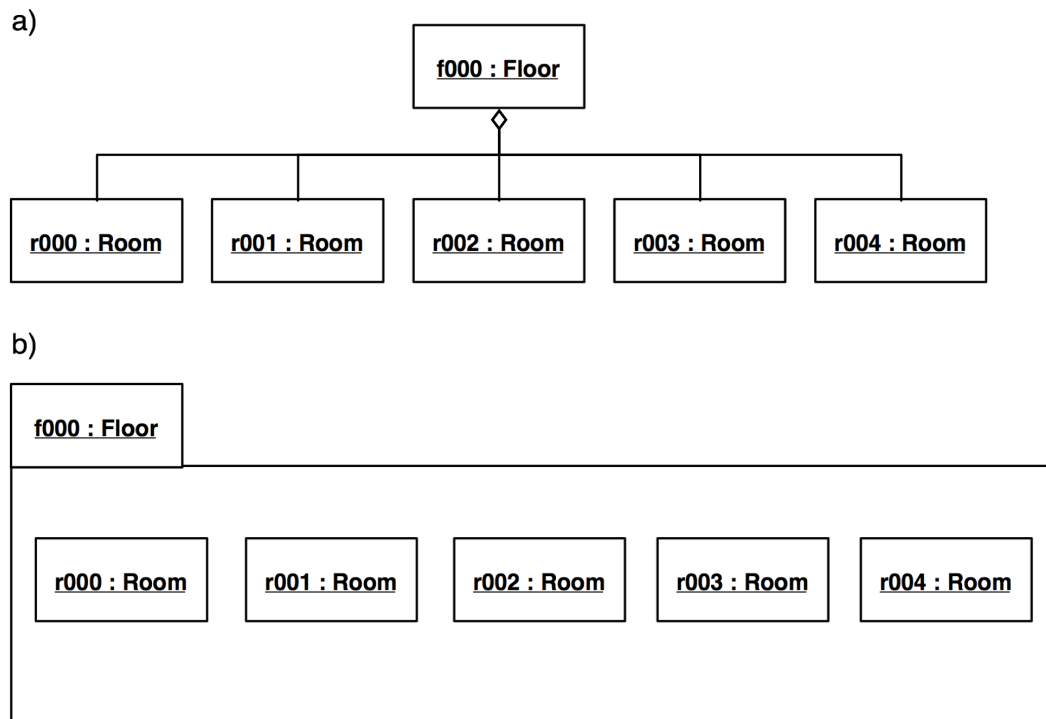 a)
f000 : Floor
r000 : Room
r001 : Room
r002 : Room
r003 : Room
r004 : Room
b)
f000 : Floor
r000 : Room
r001 : Room
r002 : Room
r003 : Room
r004 : Room